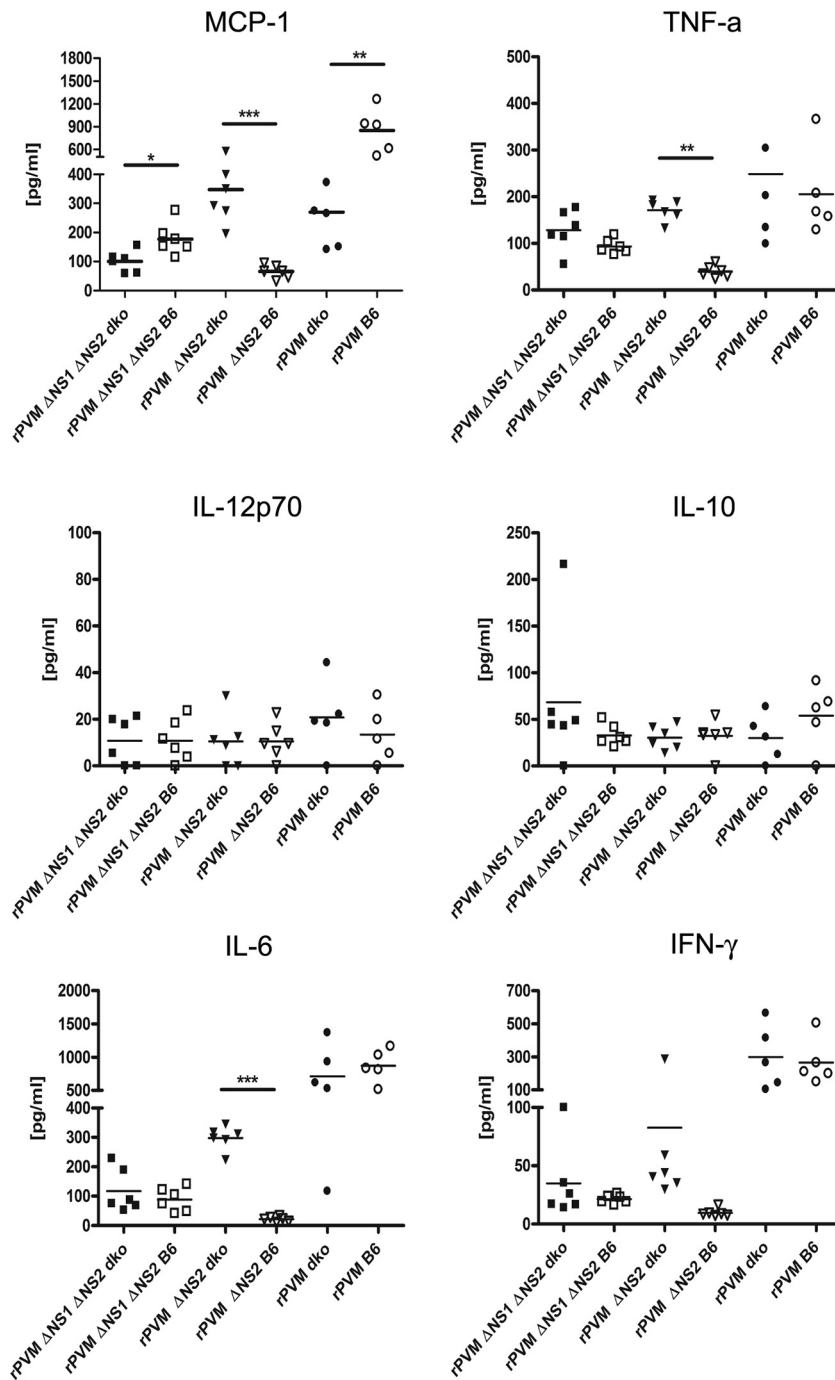 MCP-1
**
***
*
[pg/ml]
1800
1500
1200
900
600
400
300
200
100
0
rPVM ΔNS1 ΔNS2 dko
rPVM ΔNS1 ΔNS2 B6
rPVM ΔNS2 dko
rPVM ΔNS2 B6
rPVM dko
rPVM B6
TNF-a
**
[pg/ml]
500
400
300
200
100
0
rPVM ΔNS1 ΔNS2 dko
rPVM ΔNS1 ΔNS2 B6
rPVM ΔNS2 dko
rPVM ΔNS2 B6
rPVM dko
rPVM B6
IL-12p70
[pg/ml]
100
80
60
40
20
0
rPVM ΔNS1 ΔNS2 dko
rPVM ΔNS1 ΔNS2 B6
rPVM ΔNS2 dko
rPVM ΔNS2 B6
rPVM dko
rPVM B6
IL-10
[pg/ml]
250
200
150
100
50
0
rPVM ΔNS1 ΔNS2 dko
rPVM ΔNS1 ΔNS2 B6
rPVM ΔNS2 dko
rPVM ΔNS2 B6
rPVM dko
rPVM B6
IL-6
***
[pg/ml]
2000
1500
1000
500
400
300
200
100
0
rPVM ΔNS1 ΔNS2 dko
rPVM ΔNS1 ΔNS2 B6
rPVM ΔNS2 dko
rPVM ΔNS2 B6
rPVM dko
rPVM B6
IFN-γ
[pg/ml]
700
500
300
100
100
50
0
rPVM ΔNS1 ΔNS2 dko
rPVM ΔNS1 ΔNS2 B6
rPVM ΔNS2 dko
rPVM ΔNS2 B6
rPVM dko
rPVM B6